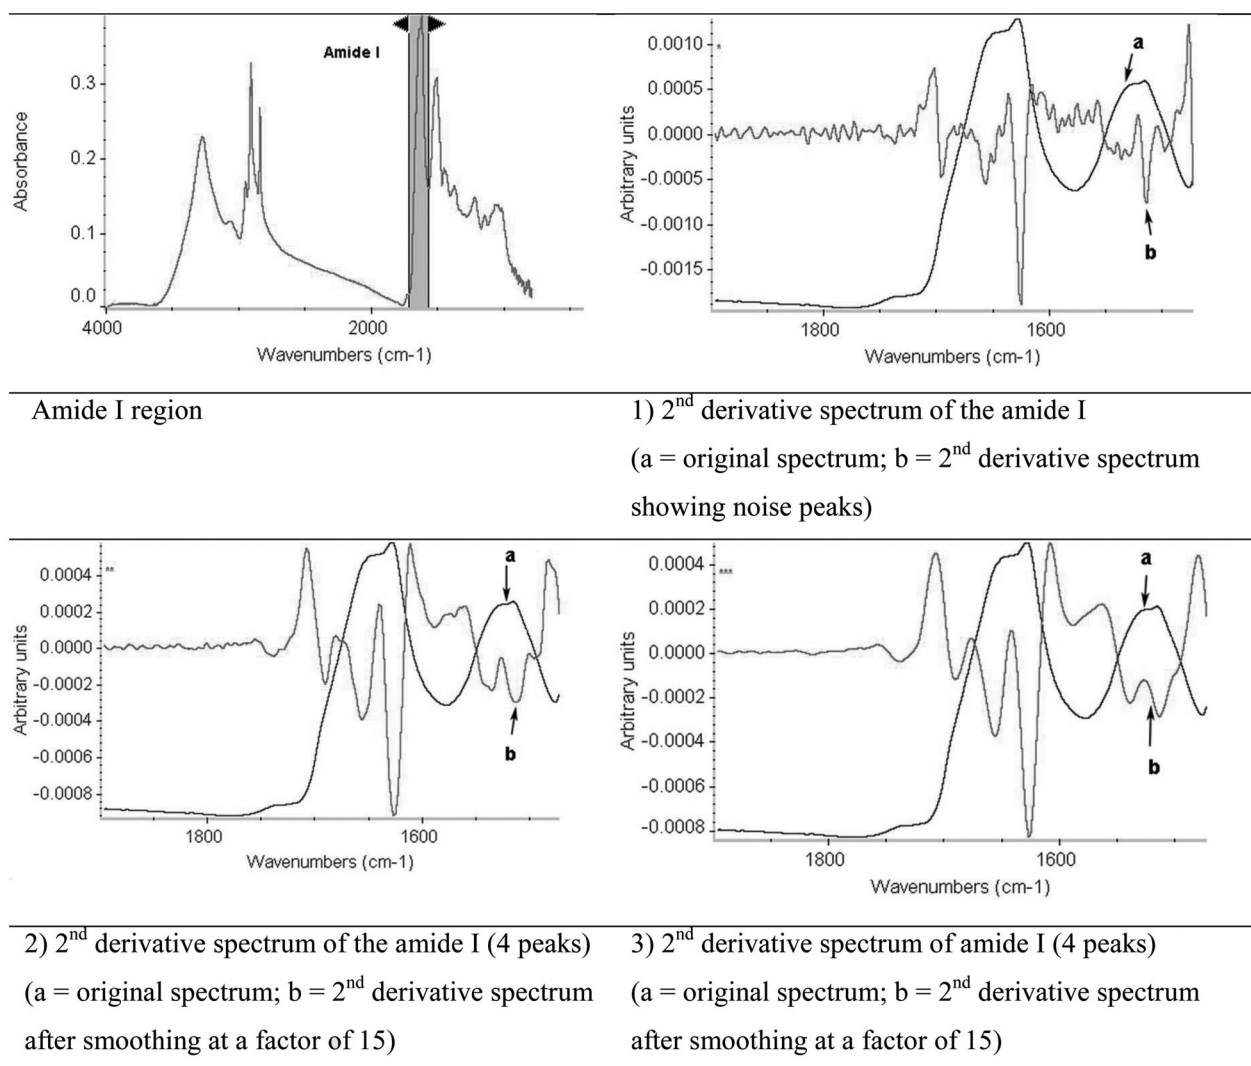 Amide I
0.3
0.2
0.1
0.0
Absorbance
4000
2000
Wavenumbers (cm-1)
Amide I region
*
a
b
0.0010
0.0005
0.0000
-0.0005
-0.0010
-0.0015
Arbitrary units
1800
1600
Wavenumbers (cm-1)
1) 2nd derivative spectrum of the amide I
(a = original spectrum; b = 2nd derivative spectrum
showing noise peaks)
**
a
b
0.0004
0.0002
0.0000
-0.0002
-0.0004
-0.0006
-0.0008
Arbitrary units
1800
1600
Wavenumbers (cm-1)
2) 2nd derivative spectrum of the amide I (4 peaks)
(a = original spectrum; b = 2nd derivative spectrum
after smoothing at a factor of 15)
***
a
b
0.0004
0.0002
0.0000
-0.0002
-0.0004
-0.0006
-0.0008
Arbitrary units
1800
1600
Wavenumbers (cm-1)
3) 2nd derivative spectrum of amide I (4 peaks)
(a = original spectrum; b = 2nd derivative spectrum
after smoothing at a factor of 15)